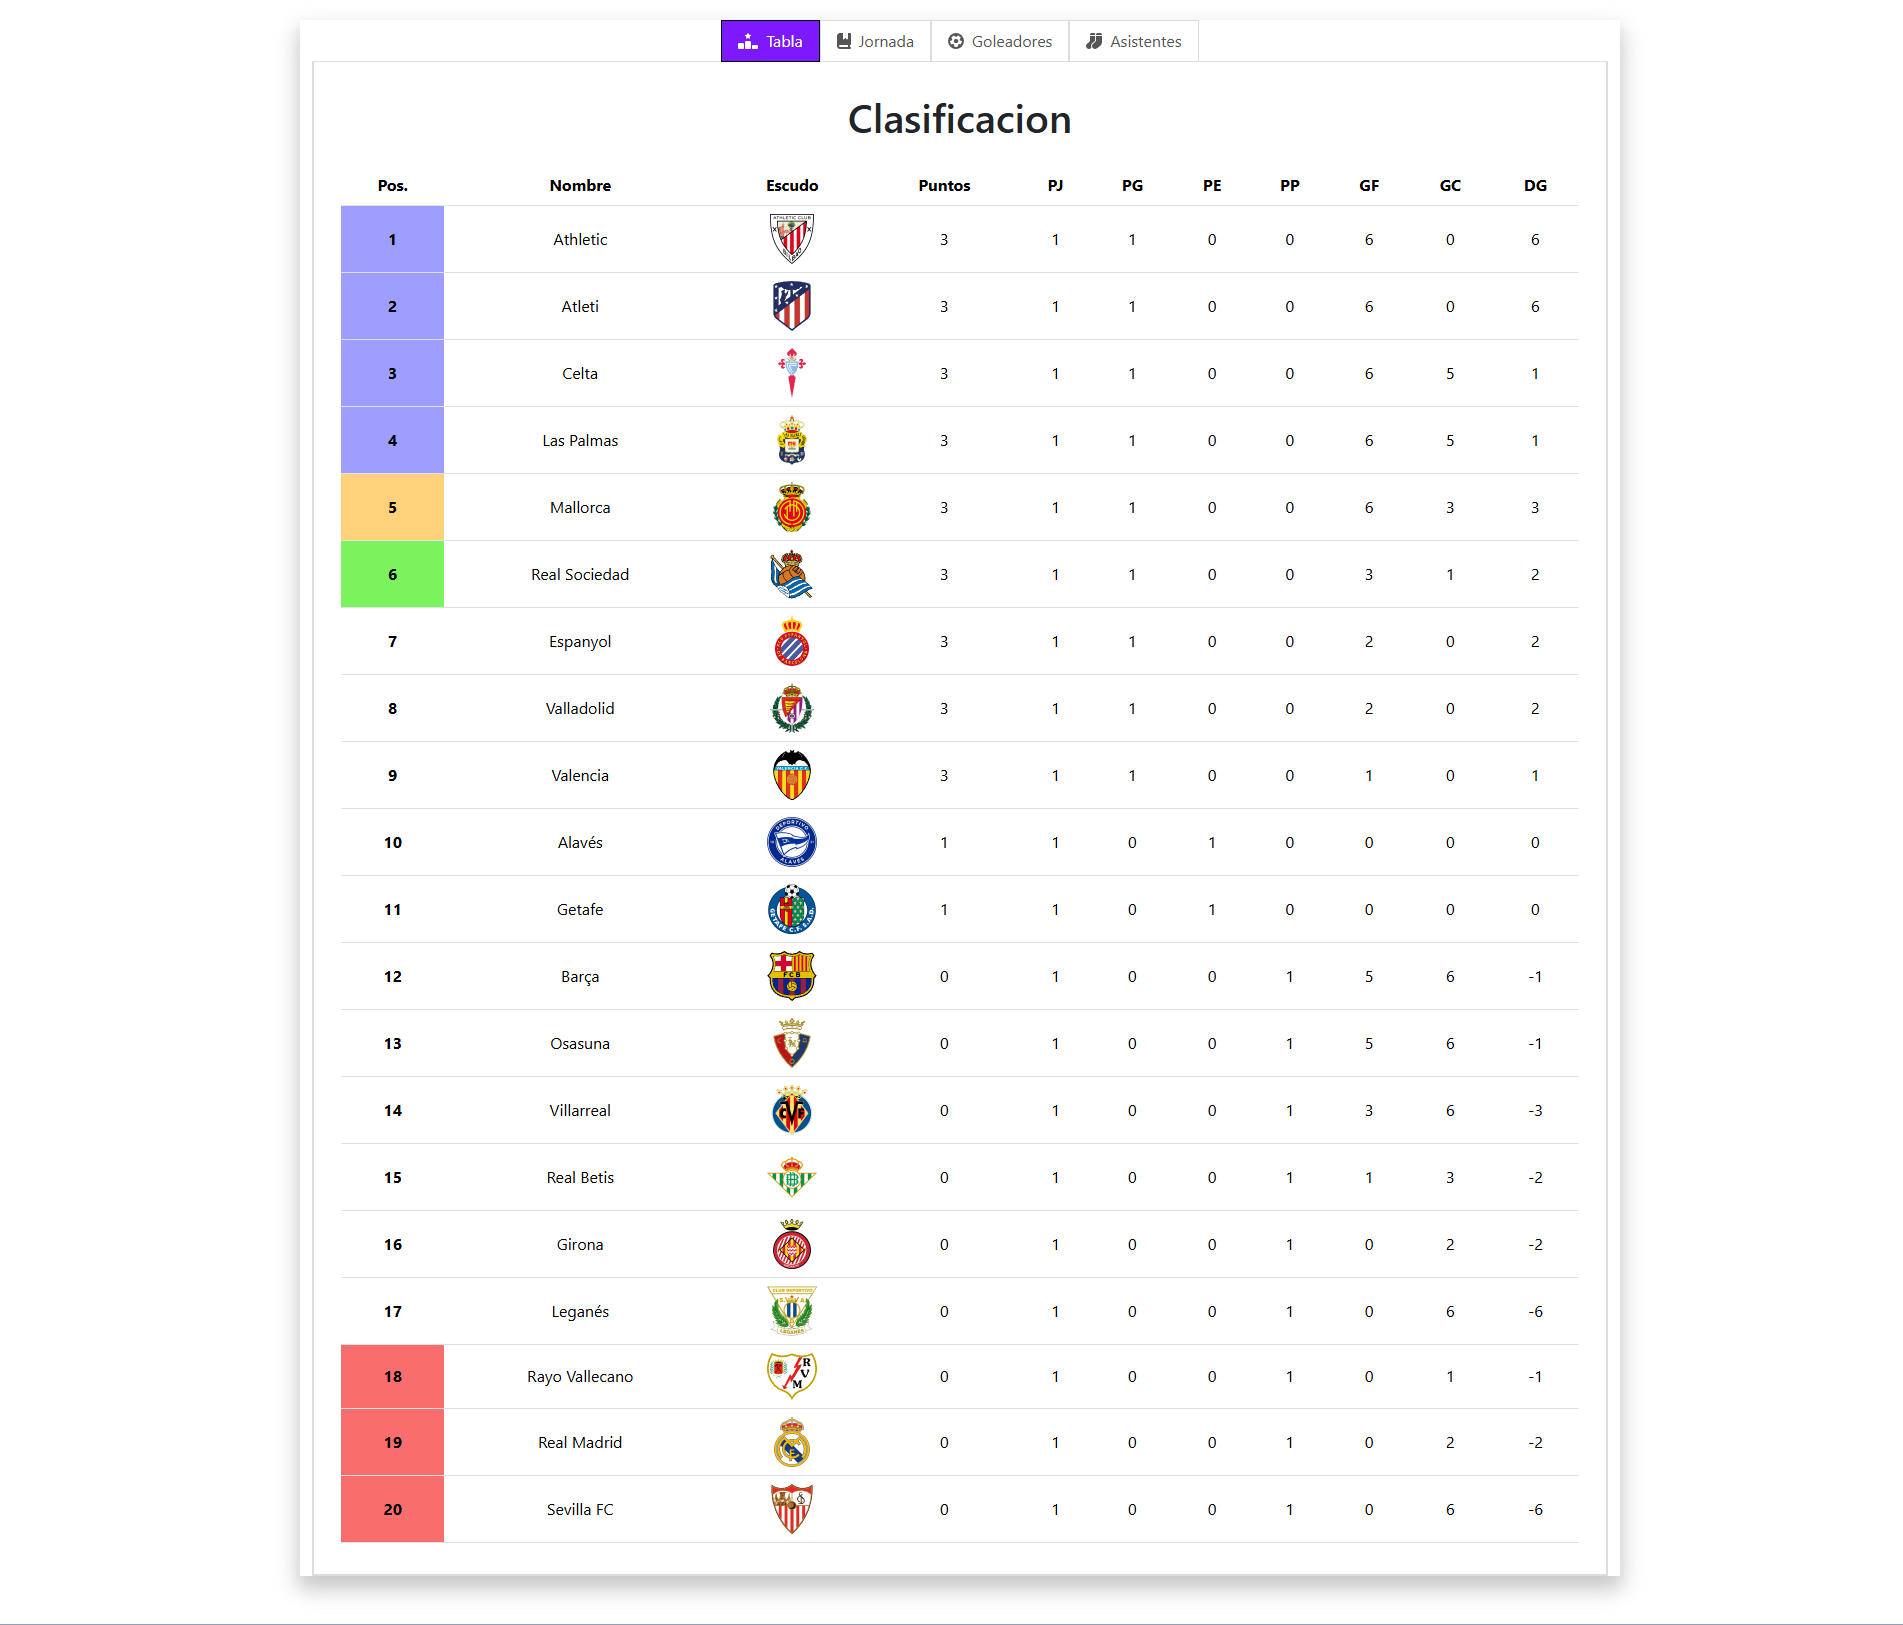 Tabla Jornada Goleadores Asistentes
Clasificacion
Pos. Nombre Escudo Puntos PJ PG PE PP GF GC DG
1 Athletic 3 1 1 0 0 6 0 6
2 Atleti 3 1 1 0 0 6 0 6
3 Celta 3 1 1 0 0 6 5 1
4 Las Palmas 3 1 1 0 0 6 5 1
5 Mallorca 3 1 1 0 0 6 3 3
6 Real Sociedad 3 1 1 0 0 3 1 2
7 Espanyol 3 1 1 0 0 2 0 2
8 Valladolid 3 1 1 0 0 2 0 2
9 Valencia 3 1 1 0 0 1 0 1
10 Alavés 1 1 0 1 0 0 0 0
11 Getafe 1 1 0 1 0 0 0 0
12 Barça 0 1 0 0 1 5 6 -1
13 Osasuna 0 1 0 0 1 5 6 -1
14 Villarreal 0 1 0 0 1 3 6 -3
15 Real Betis 0 1 0 0 1 1 3 -2
16 Girona 0 1 0 0 1 0 2 -2
17 Leganés 0 1 0 0 1 0 6 -6
18 Rayo Vallecano 0 1 0 0 1 0 1 -1
19 Real Madrid 0 1 0 0 1 0 2 -2
20 Sevilla FC 0 1 0 0 1 0 6 -6